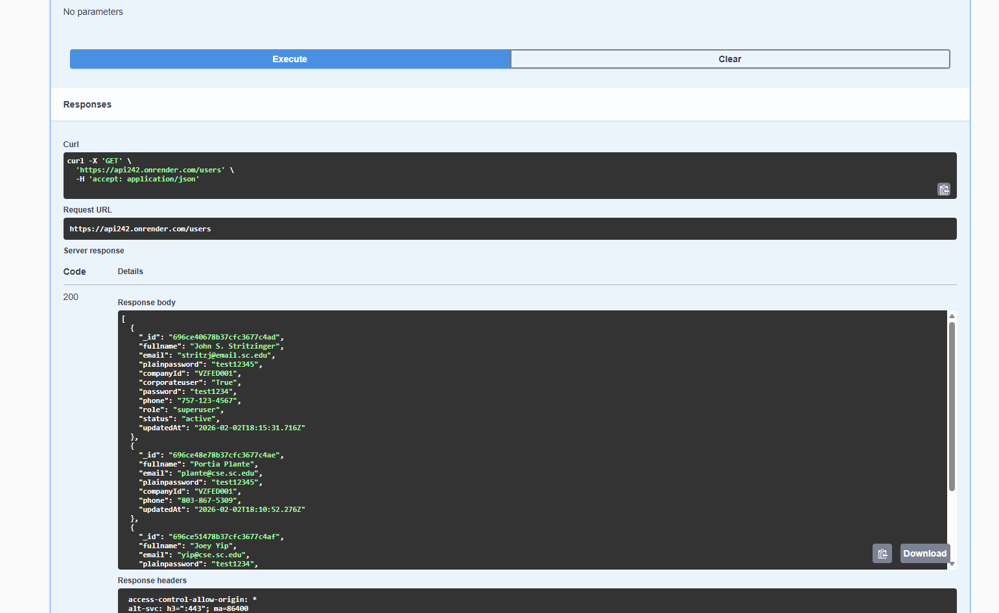 No parameters
Execute
Clear
Responses
Curl
curl -X 'GET' \
  'https://api242.onrender.com/users' \
  -H 'accept: application/json'
Request URL
https://api242.onrender.com/users
Server response
Code
Details
200
Response body
[
  {
    "_id": "696ce40678b37cfc3677c4ad",
    "fullname": "John S. Stritzinger",
    "email": "stritzj@email.sc.edu",
    "plainpassword": "test12345",
    "companyId": "VZFED001",
    "corporateuser": "True",
    "password": "test1234",
    "phone": "757-123-4567",
    "role": "superuser",
    "status": "active",
    "updatedAt": "2026-02-02T18:15:31.716Z"
  },
  {
    "_id": "696ce48e78b37cfc3677c4ae",
    "fullname": "Portia Plante",
    "email": "plante@cse.sc.edu",
    "plainpassword": "test12345",
    "companyId": "VZFED001",
    "phone": "803-867-5309",
    "updatedAt": "2026-02-02T18:10:52.276Z"
  },
  {
    "_id": "696ce51478b37cfc3677c4af",
    "fullname": "Joey Yip",
    "email": "yip@cse.sc.edu",
    "plainpassword": "test1234",
Download
Response headers
access-control-allow-origin: *
alt-svc: h3=":443"; ma=86400